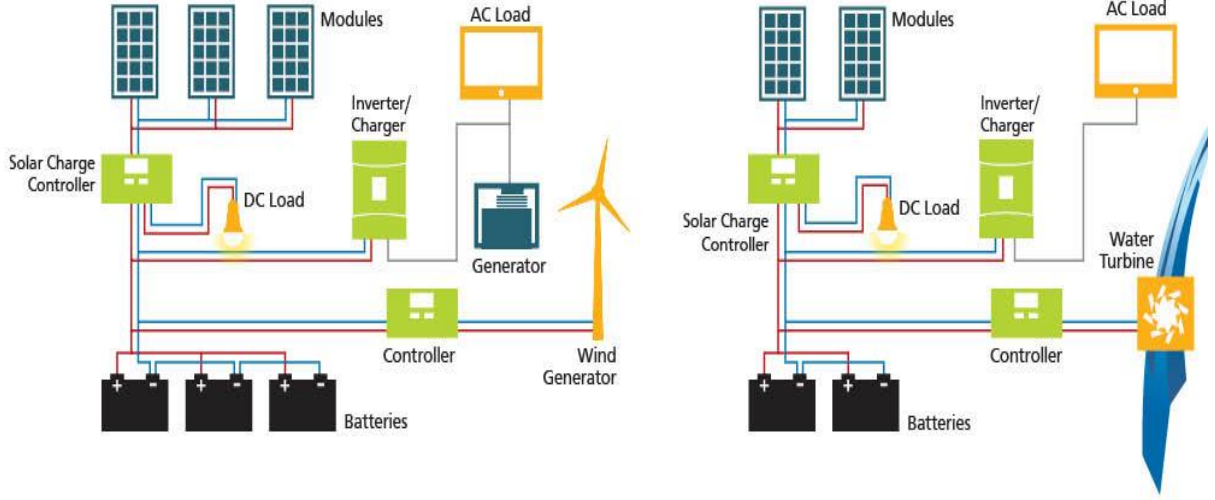 Modules
AC Load
Inverter/
Charger
Solar Charge
Controller
DC Load
Generator
Controller
Wind
Generator
+ - + - + -
Batteries
Modules
AC Load
Inverter/
Charger
Solar Charge
Controller
DC Load
Water
Turbine
Controller
+ - + -
Batteries